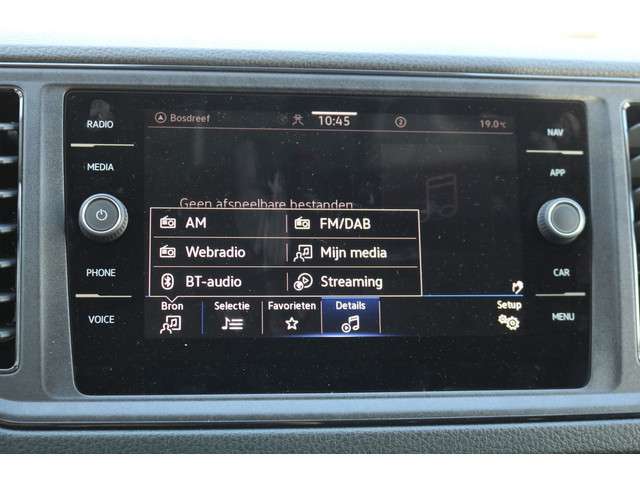 RADIO
MEDIA
PHONE
VOICE
Bosdreef 10:45 2 19.0°C
Geen afspeelbare bestanden
AM FM/DAB
Webradio Mijn media
BT-audio Streaming
Bron Selectie Favorieten Details Setup
NAV
APP
CAR
MENU